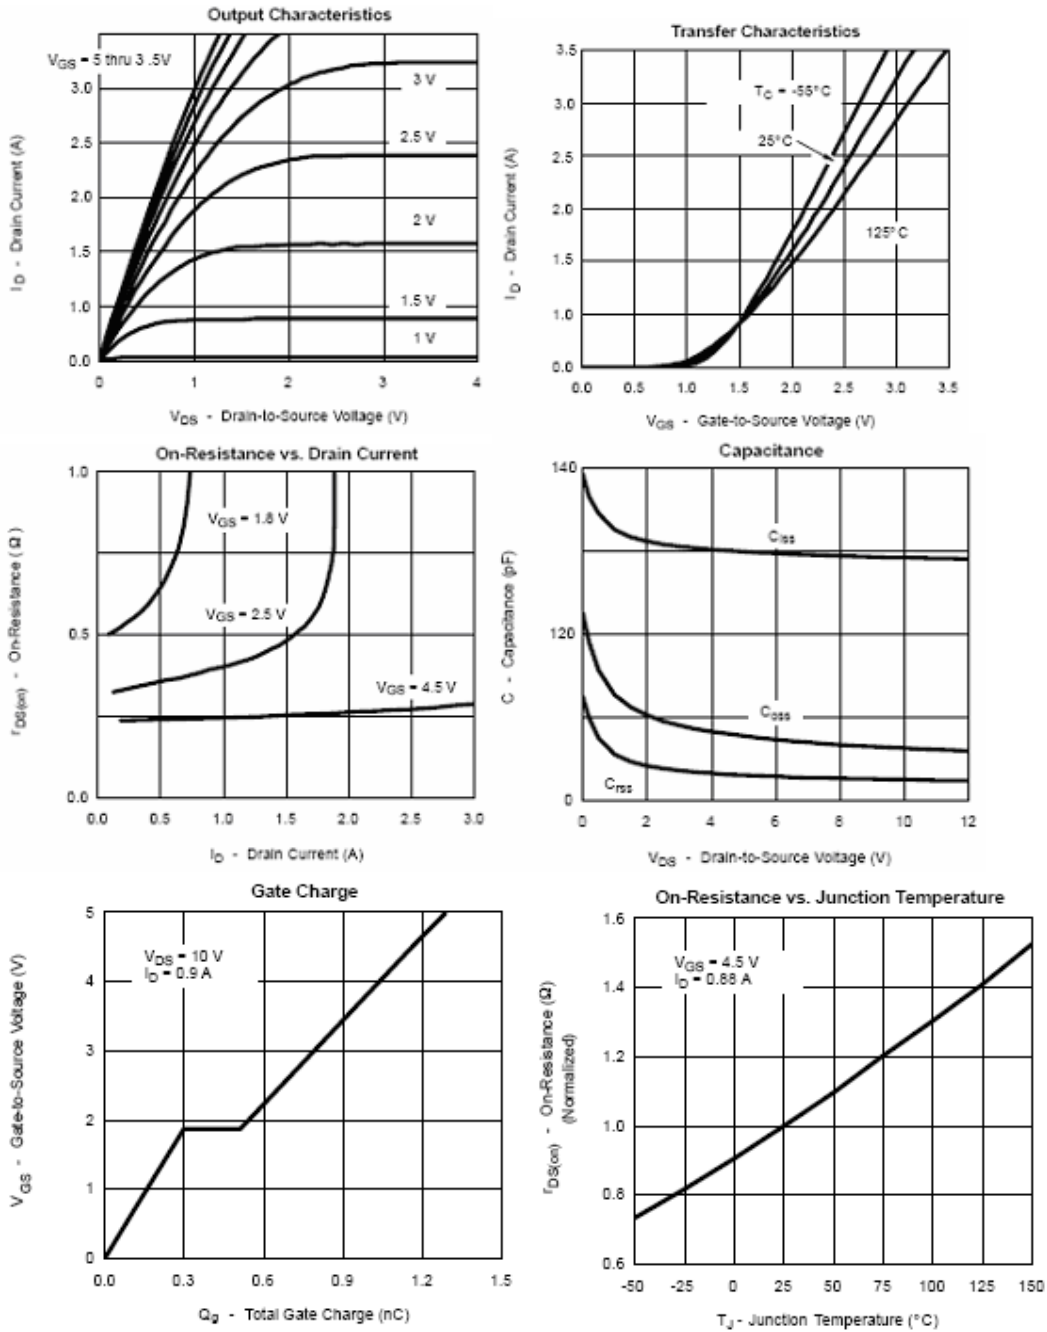 Output Characteristics
VGS = 5 thru 3 .5V
3 V
2.5 V
2 V
1.5 V
1 V
3.0
2.5
2.0
1.5
1.0
0.0
0 1 2 3 4
ID - Drain Current (A)
VDS - Drain-to-Source Voltage (V)
Transfer Characteristics
TC = -55°C
25°C
125°C
3.5
3.0
2.5
2.0
1.5
1.0
0.0
0.0 0.5 1.0 1.5 2.0 2.5 3.0 3.5
ID - Drain Current (A)
VGS - Gate-to-Source Voltage (V)
On-Resistance vs. Drain Current
VGS = 1.8 V
VGS = 2.5 V
VGS = 4.5 V
1.0
0.5
0.0
0.0 0.5 1.0 1.5 2.0 2.5 3.0
rDS(on) - On-Resistance (Ω)
ID - Drain Current (A)
Capacitance
Ciss
Coss
Crss
140
120
0
0 2 4 6 8 10 12
C - Capacitance (pF)
VDS - Drain-to-Source Voltage (V)
Gate Charge
VDS = 10 V
ID = 0.9 A
5
4
3
2
1
0
0.0 0.3 0.6 0.9 1.2 1.5
VGS - Gate-to-Source Voltage (V)
Qg - Total Gate Charge (nC)
On-Resistance vs. Junction Temperature
VGS = 4.5 V
ID = 0.88 A
1.6
1.4
1.2
1.0
0.8
0.6
-50 -25 0 25 50 75 100 125 150
rDS(on) - On-Resistance (Ω)
(Normalized)
TJ - Junction Temperature (°C)